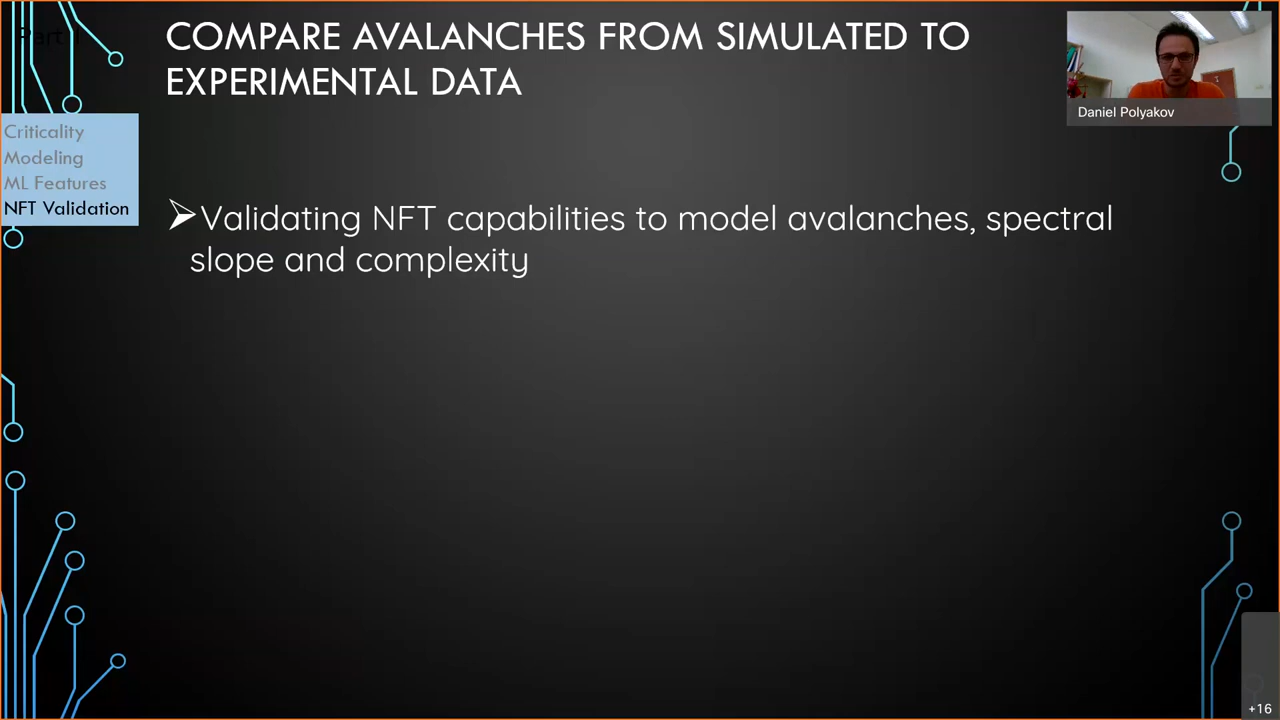 Part I
COMPARE AVALANCHES FROM SIMULATED TO
EXPERIMENTAL DATA
Daniel Polyakov
Criticality
Modeling
ML Features
NFT Validation
➢Validating NFT capabilities to model avalanches, spectral
slope and complexity
+16